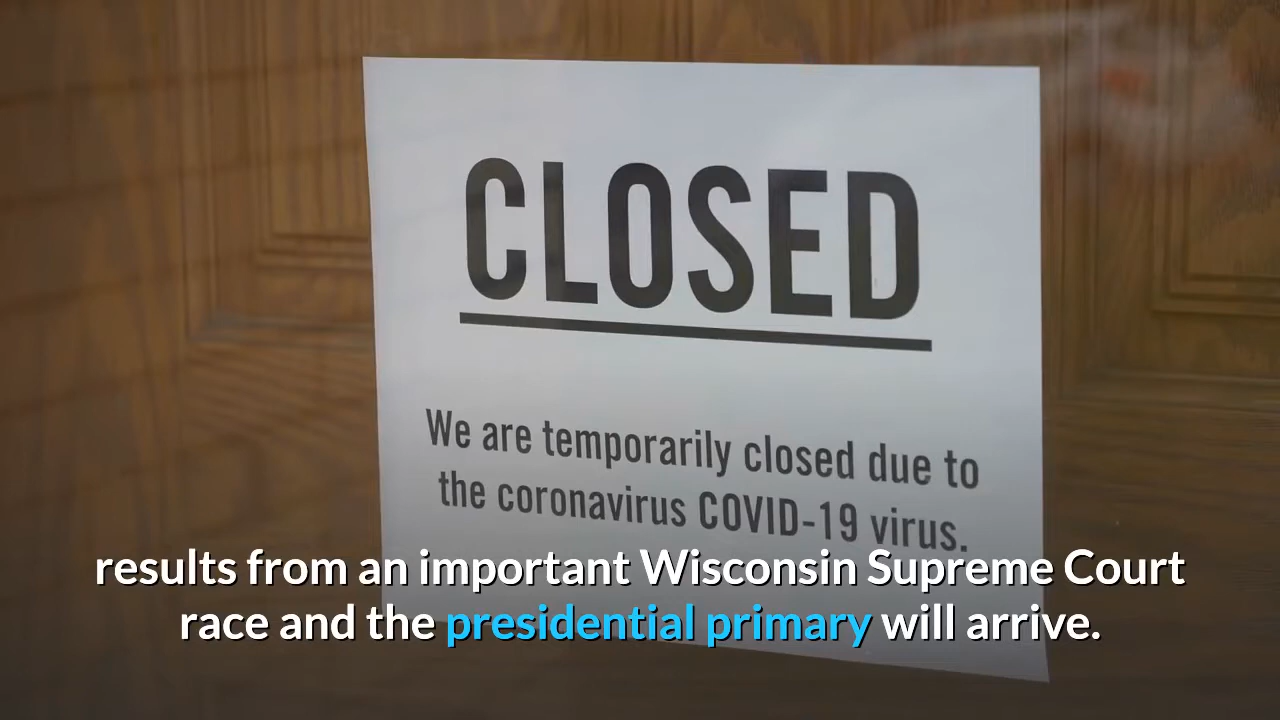 CLOSED
We are temporarily closed due to
the coronavirus COVID-19 virus.
results from an important Wisconsin Supreme Court
race and the presidential primary will arrive.